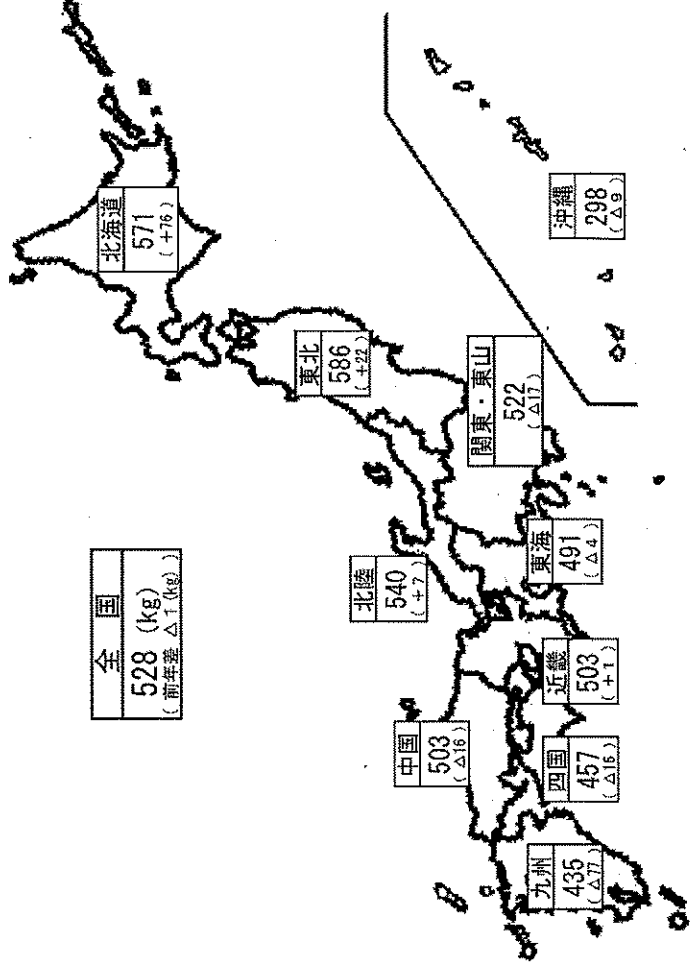 全国
528 (kg)
( 前年差 △1 (kg) )
北海道
571
( +76 )
東北
586
( +22 )
北陸
540
( +7 )
関東・東山
522
( △17 )
東海
491
( △4 )
近畿
503
( +1 )
中国
503
( △16 )
四国
457
( △16 )
九州
435
( △77 )
沖縄
298
( △9 )